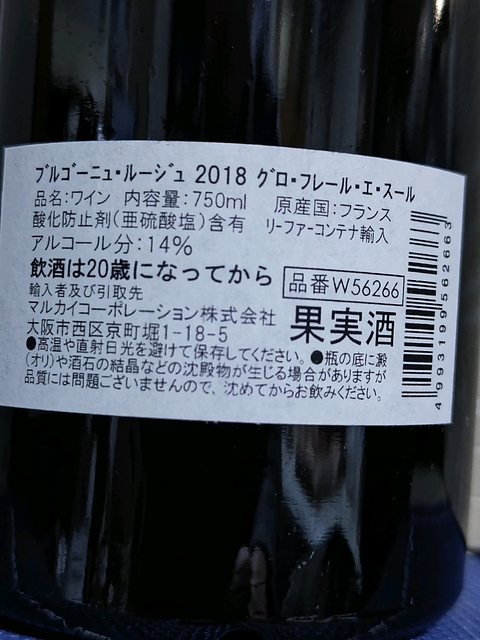 ブルゴーニュ・ルージュ 2018 グロ・フレール・エ・スール
品名:ワイン 内容量:750ml 原産国:フランス
酸化防止剤(亜硫酸塩)含有 リーファーコンテナ輸入
アルコール分:14%
飲酒は20歳になってから 品番W56266
輸入者及び引取先
マルカイコーポレーション株式会社
大阪市西区京町堀1-18-5
果実酒
●高温や直射日光を避けて保存してください。●瓶の底に澱
(オリ)や酒石の結晶などの沈殿物が生じる場合がありますが
品質には問題ございませんので、沈めてからお飲みください。
4993199562663